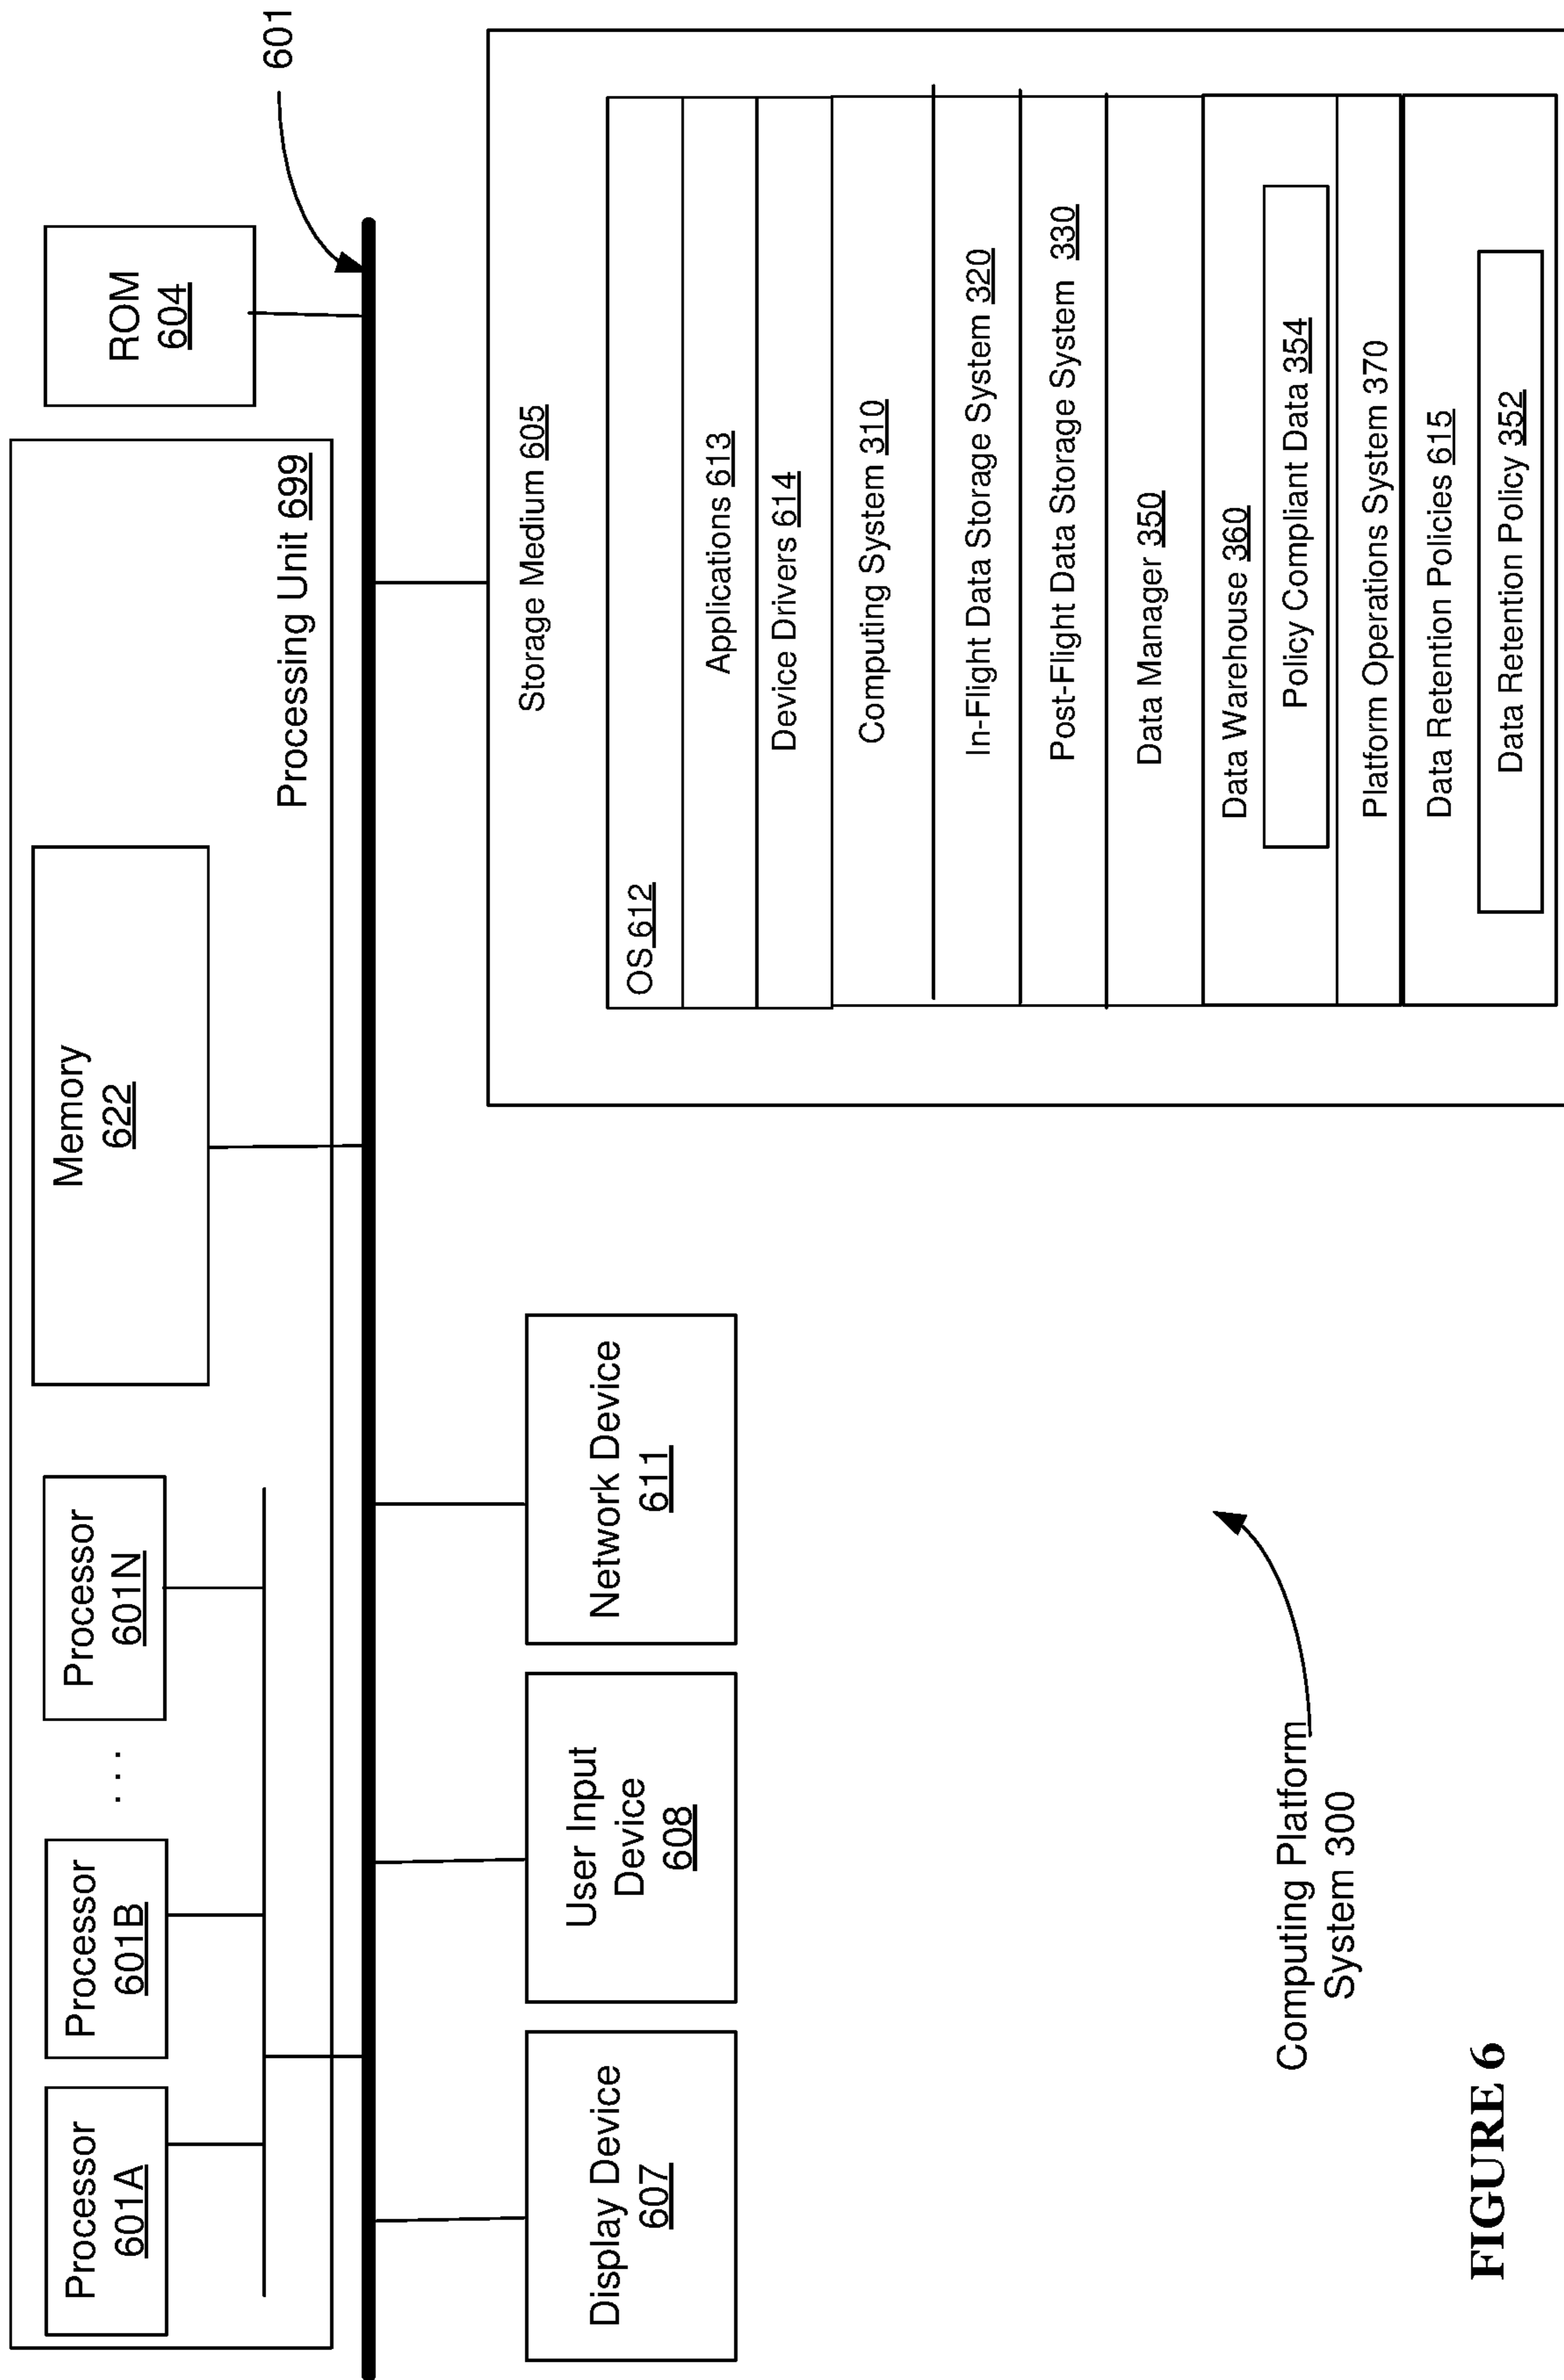 Processor
601A
Processor
601B
. . .
Processor
601N
Memory
622
Processing Unit 699
ROM
604
601
Display Device
607
User Input
Device
608
Network Device
611
Storage Medium 605
OS 612
Applications 613
Device Drivers 614
Computing System 310
In-Flight Data Storage System 320
Post-Flight Data Storage System 330
Data Manager 350
Data Warehouse 360
Policy Compliant Data 354
Platform Operations System 370
Data Retention Policies 615
Data Retention Policy 352
Computing Platform
System 300
FIGURE 6